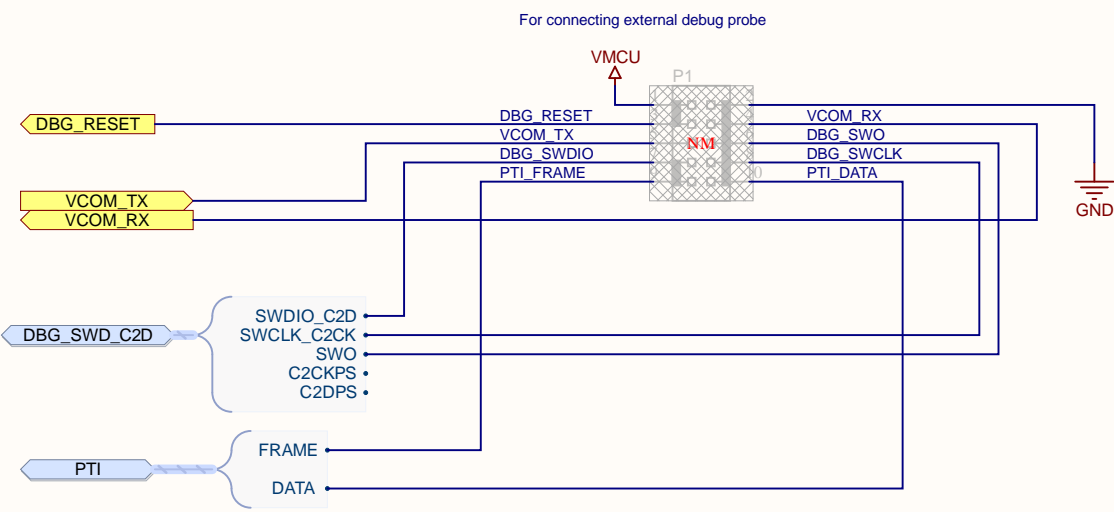 For connecting external debug probe
VMCU
P1
DBG_RESET
DBG_RESET
VCOM_RX
VCOM_TX
DBG_SWO
NM
DBG_SWDIO
DBG_SWCLK
PTI_FRAME
PTI_DATA
VCOM_TX
VCOM_RX
GND
DBG_SWD_C2D
SWDIO_C2D
SWCLK_C2CK
SWO
C2CKPS
C2DPS
PTI
FRAME
DATA